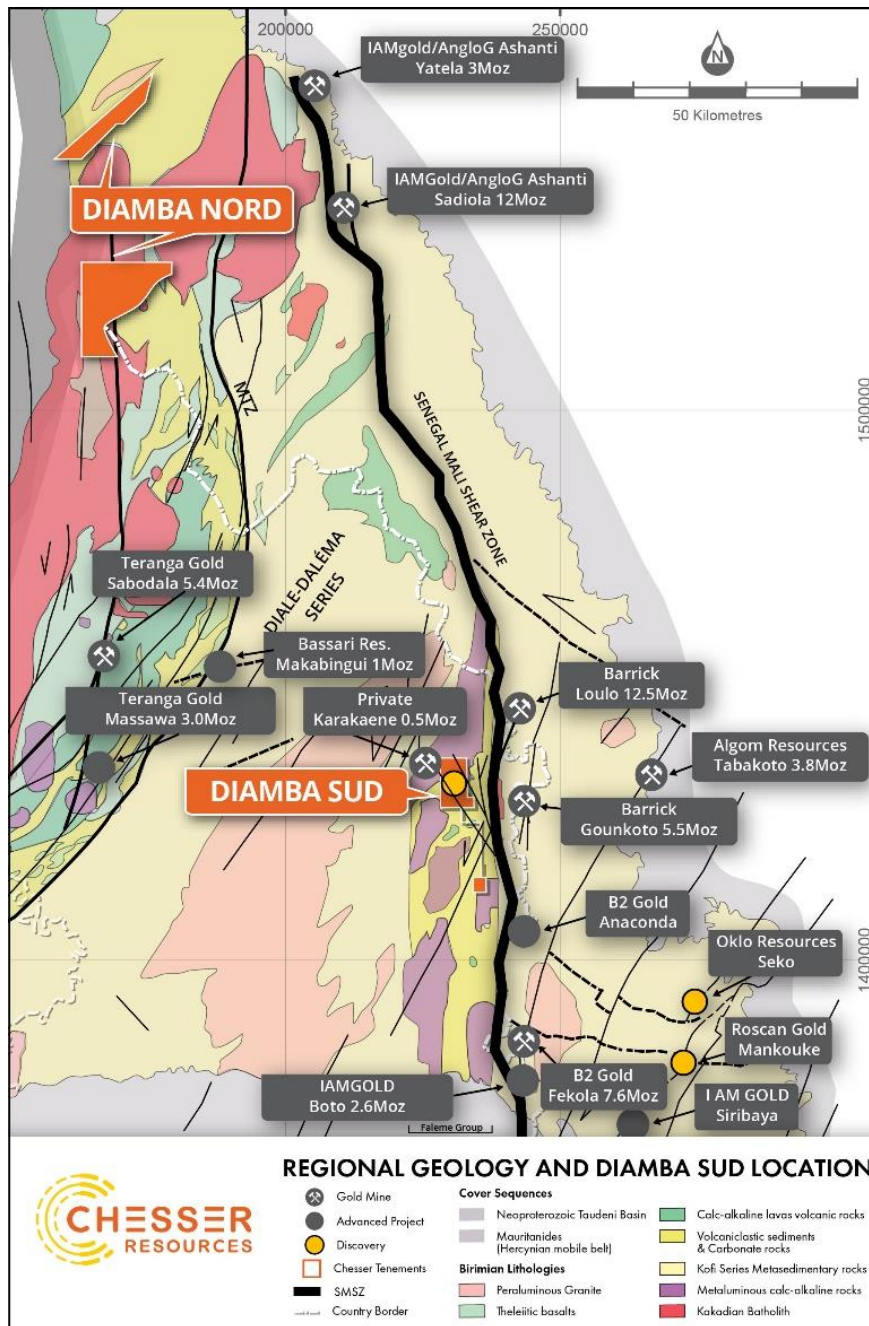 200000
250000
IAMgold/AngloG Ashanti
Yatela 3Moz
N
50 Kilometres
IAMGold/AngloG Ashanti
Sadiola 12Moz
DIAMBA NORD
MTZ
SENEGAL MALI SHEAR ZONE
1500000
DIALE-DALÉMA
SERIES
Teranga Gold
Sabodala 5.4Moz
Bassari Res.
Makabingui 1Moz
Teranga Gold
Massawa 3.0Moz
Private
Karakaene 0.5Moz
Barrick
Loulo 12.5Moz
Algom Resources
Tabakoto 3.8Moz
DIAMBA SUD
Barrick
Gounkoto 5.5Moz
B2 Gold
Anaconda
Oklo Resources
Seko
1400000
Roscan Gold
Mankouke
IAMGOLD
Boto 2.6Moz
B2 Gold
Fekola 7.6Moz
I AM GOLD
Siribaya
Faleme Group
CHESSER
RESOURCES
REGIONAL GEOLOGY AND DIAMBA SUD LOCATION
Gold Mine
Advanced Project
Discovery
Chesser Tenements
SMSZ
Country Border
Cover Sequences
Neoproterozoic Taudeni Basin
Mauritanides
(Hercynian mobile belt)
Birimian Lithologies
Peraluminous Granite
Theleiitic basalts
Calc-alkaline lavas volcanic rocks
Volcaniclastic sediments
& Carbonate rocks
Kofi Series Metasedimentary rocks
Metaluminous calc-alkaline rocks
Kakadian Batholith